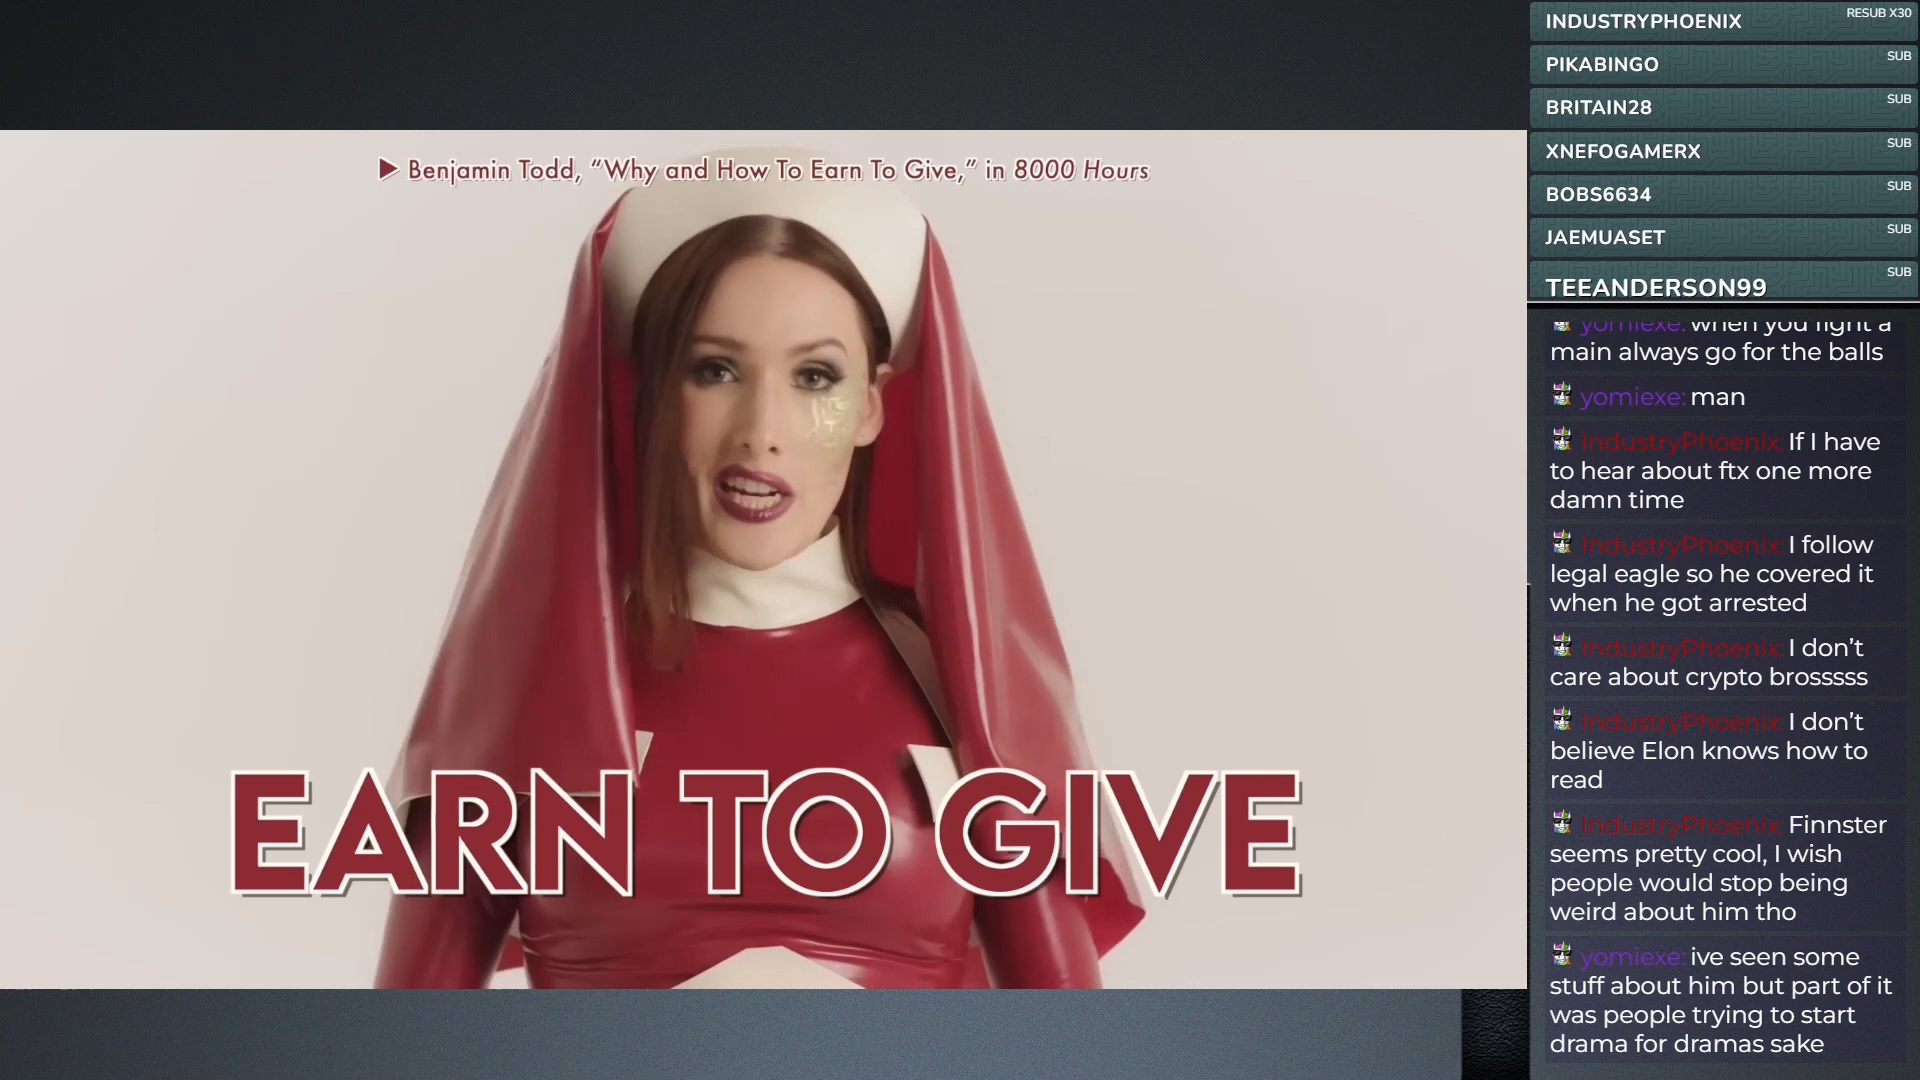 ▶ Benjamin Todd, “Why and How To Earn To Give,” in 8000 Hours
EARN TO GIVE
INDUSTRYPHOENIX RESUB X30
PIKABINGO SUB
BRITAIN28 SUB
XNEFOGAMERX SUB
BOBS6634 SUB
JAEMUASET SUB
TEEANDERSON99 SUB
yomiexe: when you fight a
main always go for the balls
yomiexe: man
IndustryPhoenix: If I have
to hear about ftx one more
damn time
IndustryPhoenix: I follow
legal eagle so he covered it
when he got arrested
IndustryPhoenix: I don’t
care about crypto brosssss
IndustryPhoenix: I don’t
believe Elon knows how to
read
IndustryPhoenix: Finnster
seems pretty cool, I wish
people would stop being
weird about him tho
yomiexe: ive seen some
stuff about him but part of it
was people trying to start
drama for dramas sake